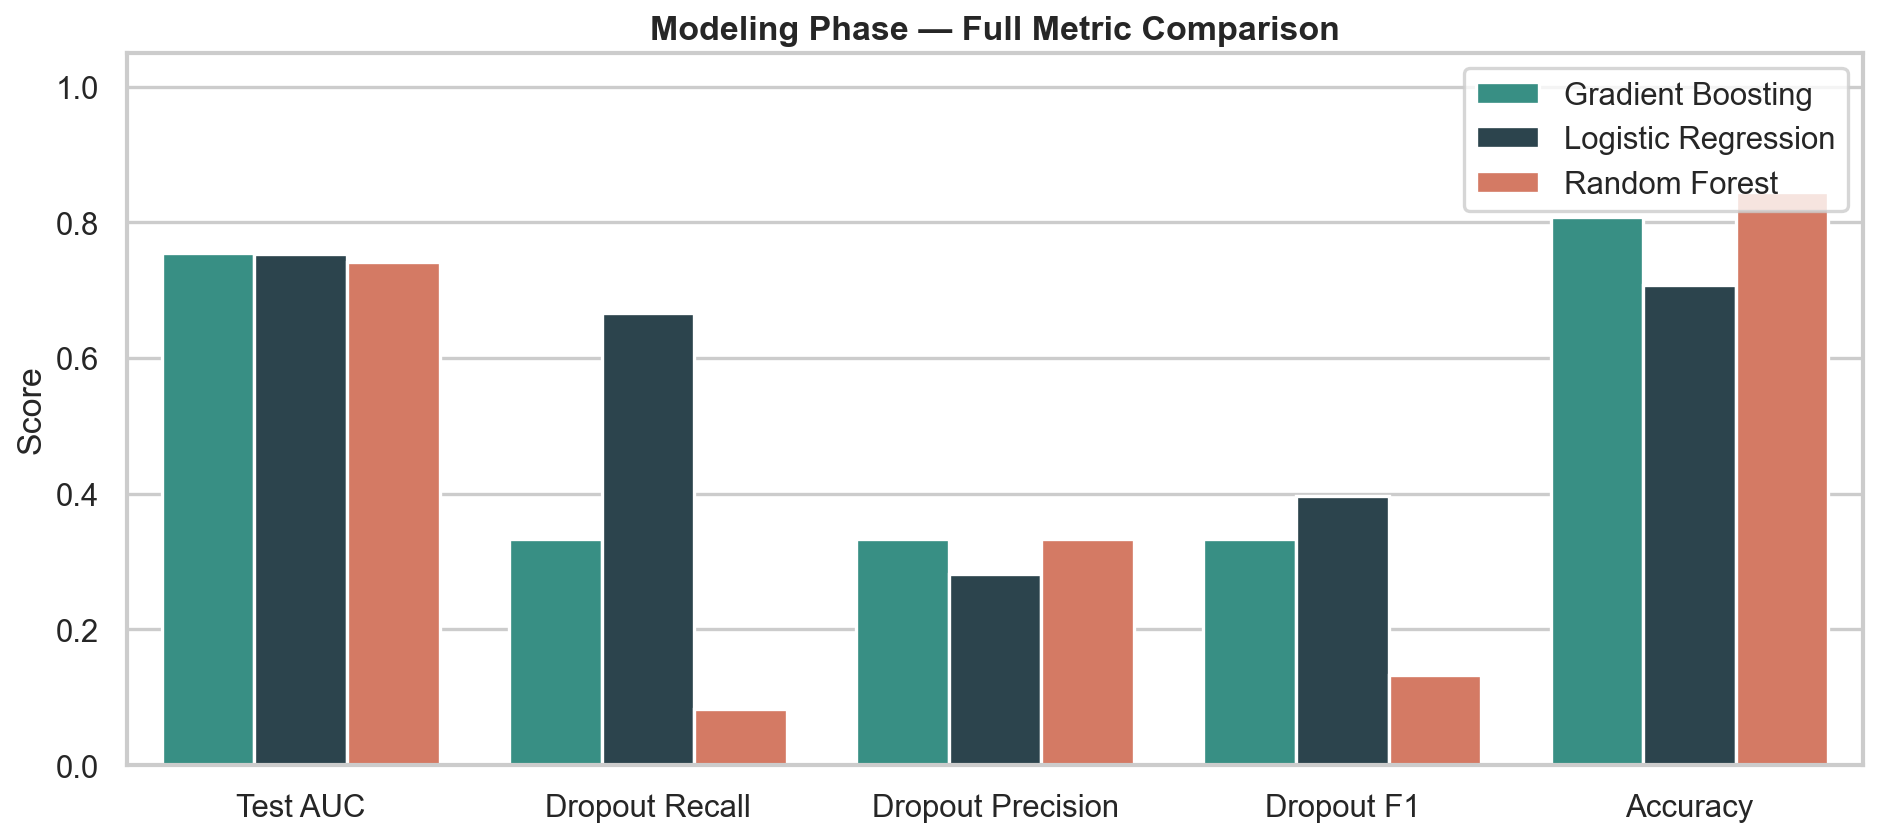 Modeling Phase — Full Metric Comparison
Gradient Boosting
Logistic Regression
Random Forest
Score
1.0
0.8
0.6
0.4
0.2
0.0
Test AUC
Dropout Recall
Dropout Precision
Dropout F1
Accuracy